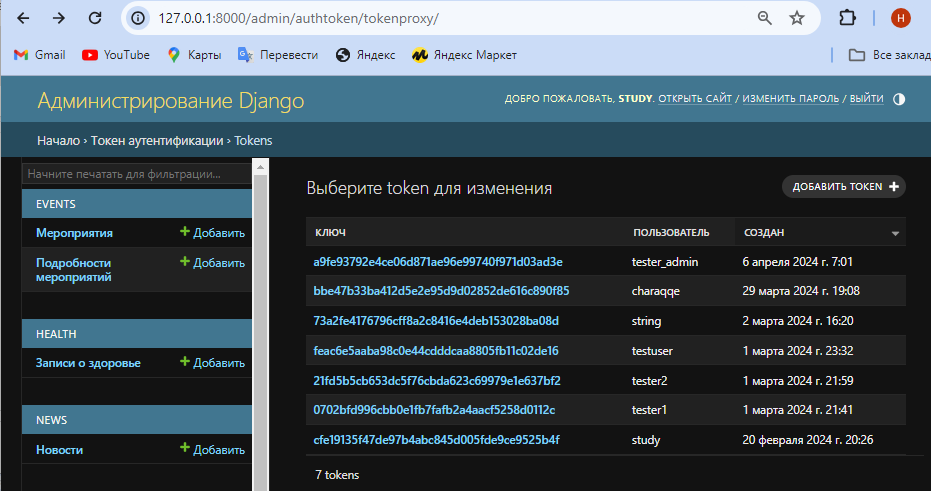 127.0.0.1:8000/admin/authtoken/tokenproxy/
H
Gmail YouTube Карты Перевести Яндекс Яндекс Маркет Все заклад
Администрирование Django
ДОБРО ПОЖАЛОВАТЬ, STUDY. ОТКРЫТЬ САЙТ / ИЗМЕНИТЬ ПАРОЛЬ / ВЫЙТИ
Начало › Токен аутентификации › Tokens
Начните печатать для фильтрации...
EVENTS
Мероприятия Добавить
Подробности Добавить
мероприятий
HEALTH
Записи о здоровье Добавить
NEWS
Новости Добавить
Выберите token для изменения
ДОБАВИТЬ TOKEN
КЛЮЧ ПОЛЬЗОВАТЕЛЬ СОЗДАН
a9fe93792e4ce06d871ae96e99740f971d03ad3e tester_admin 6 апреля 2024 г. 7:01
bbe47b33ba412d5e2e95d9d02852de616c890f85 charaqqe 29 марта 2024 г. 19:08
73a2fe4176796cff8a2c8416e4deb153028ba08d string 2 марта 2024 г. 16:20
feac6e5aaba98c0e44cdddcaa8805fb11c02de16 testuser 1 марта 2024 г. 23:32
21fd5b5cb653dc5f76cbda623c69979e1e637bf2 tester2 1 марта 2024 г. 21:59
0702bfd996cbb0e1fb7fafb2a4aacf5258d0112c tester1 1 марта 2024 г. 21:41
cfe19135f47de97b4abc845d005fde9ce9525b4f study 20 февраля 2024 г. 20:26
7 tokens